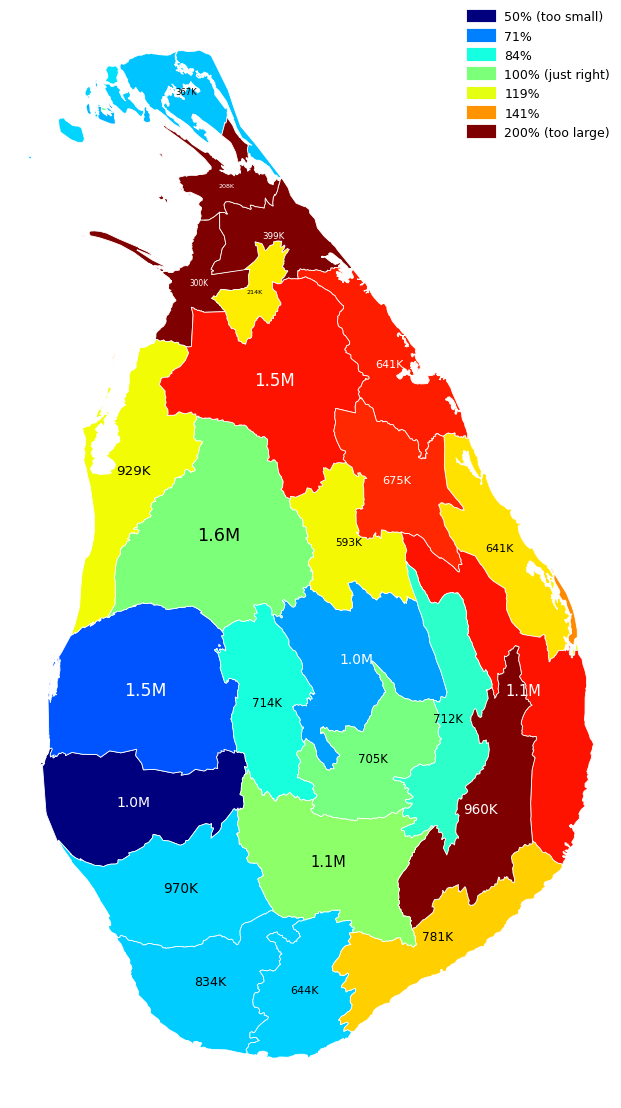 50% (too small)
71%
84%
100% (just right)
119%
141%
200% (too large)
367K
208K
399K
300K
214K
641K
1.5M
929K
675K
1.6M
593K
641K
1.0M
1.5M
1.1M
714K
712K
705K
1.0M
960K
1.1M
970K
781K
834K
644K